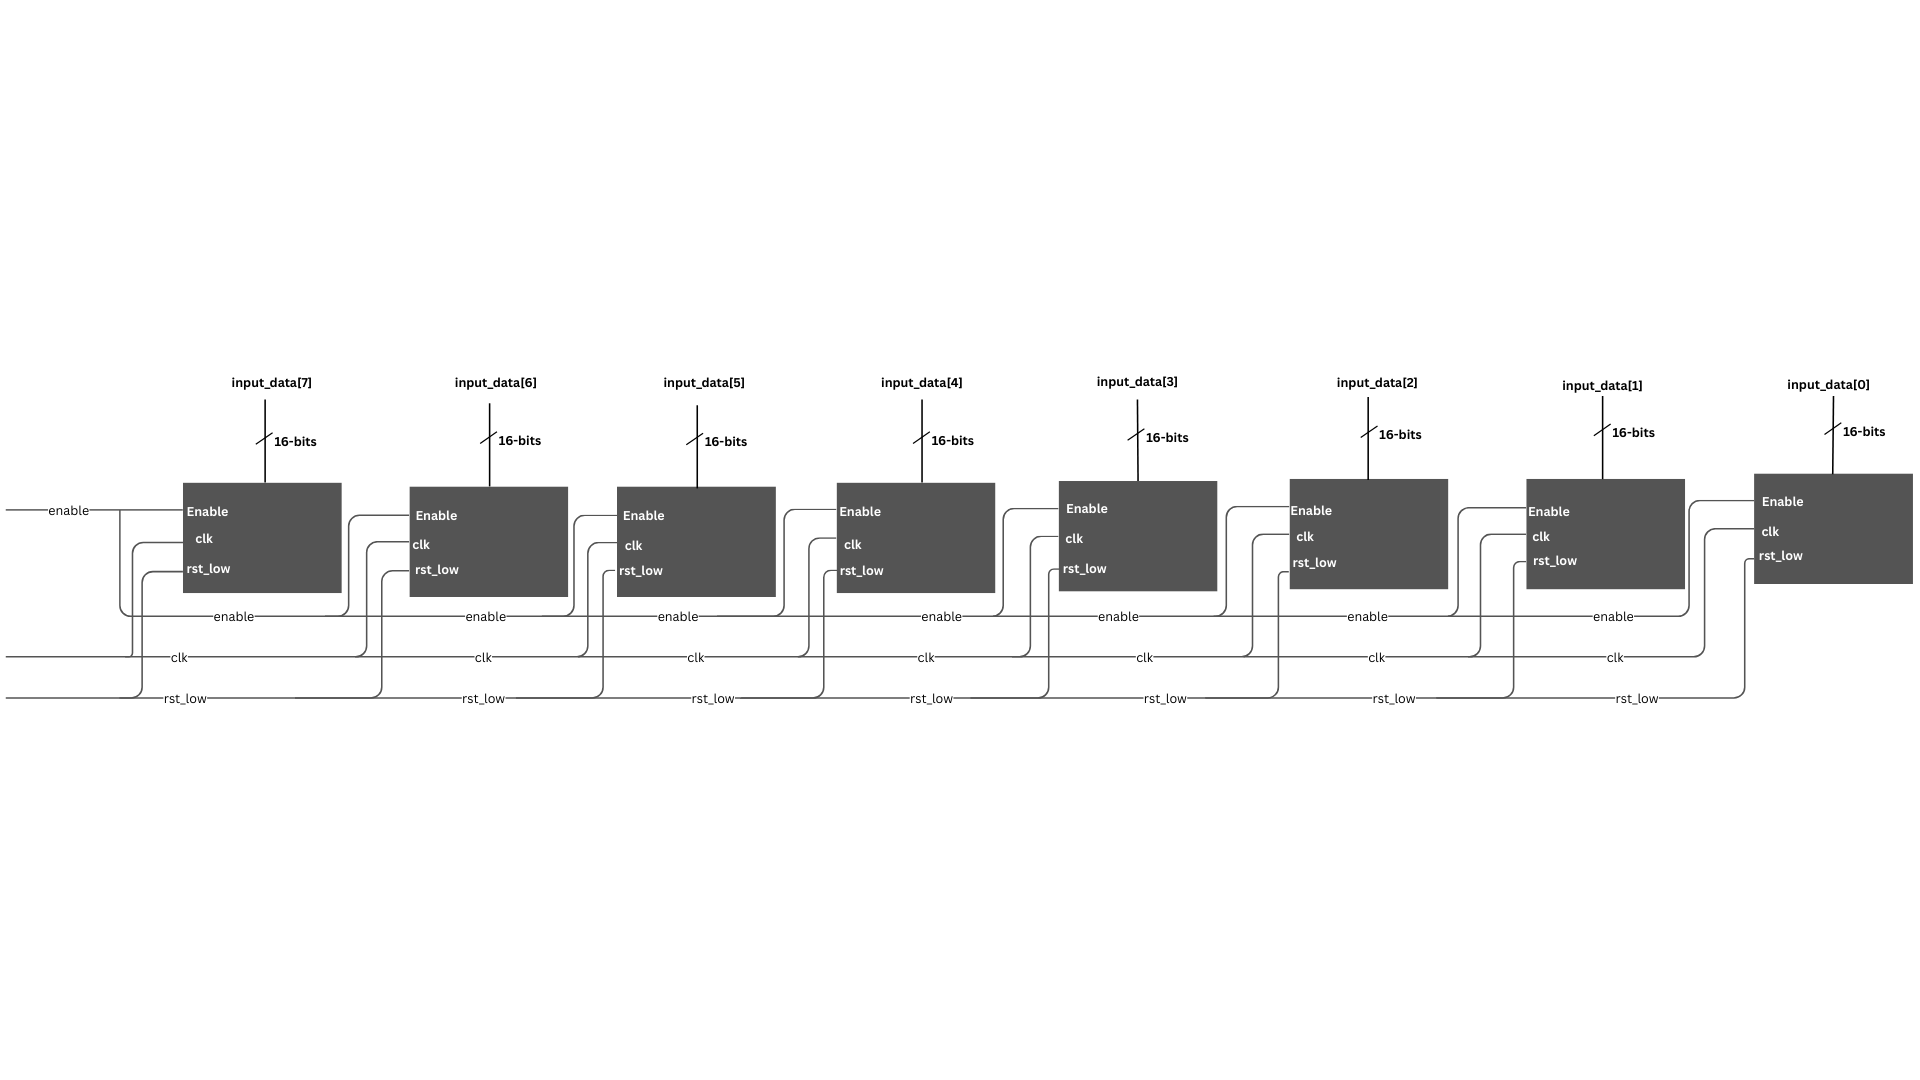 input_data[7]
input_data[6]
input_data[5]
input_data[4]
input_data[3]
input_data[2]
input_data[1]
input_data[0]
16-bits
16-bits
16-bits
16-bits
16-bits
16-bits
16-bits
16-bits
enable
Enable
clk
rst_low
Enable
clk
rst_low
Enable
clk
rst_low
Enable
clk
rst_low
Enable
clk
rst_low
Enable
clk
rst_low
Enable
clk
rst_low
Enable
clk
rst_low
enable
enable
enable
enable
enable
enable
enable
clk
clk
clk
clk
clk
clk
clk
rst_low
rst_low
rst_low
rst_low
rst_low
rst_low
rst_low